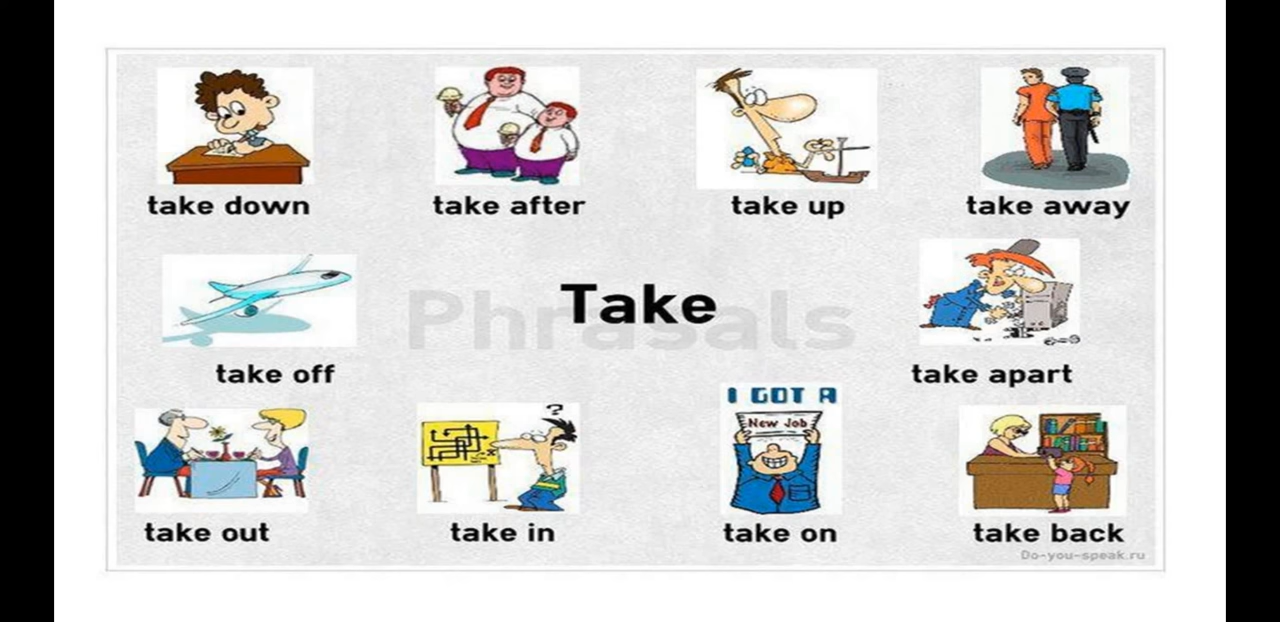 take down
take after
take up
take away
Phrasals
Take
take off
take apart
I GOT A
New Job
?
take out
take in
take on
take back
Do-you-speak.ru